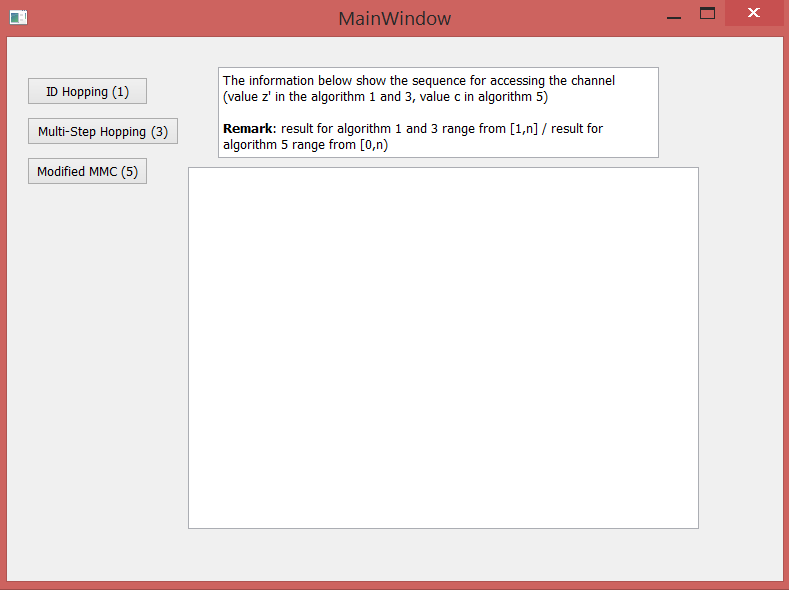 MainWindow
ID Hopping (1)
Multi-Step Hopping (3)
Modified MMC (5)
The information below show the sequence for accessing the channel
(value z' in the algorithm 1 and 3, value c in algorithm 5)
Remark: result for algorithm 1 and 3 range from [1,n] / result for
algorithm 5 range from [0,n)